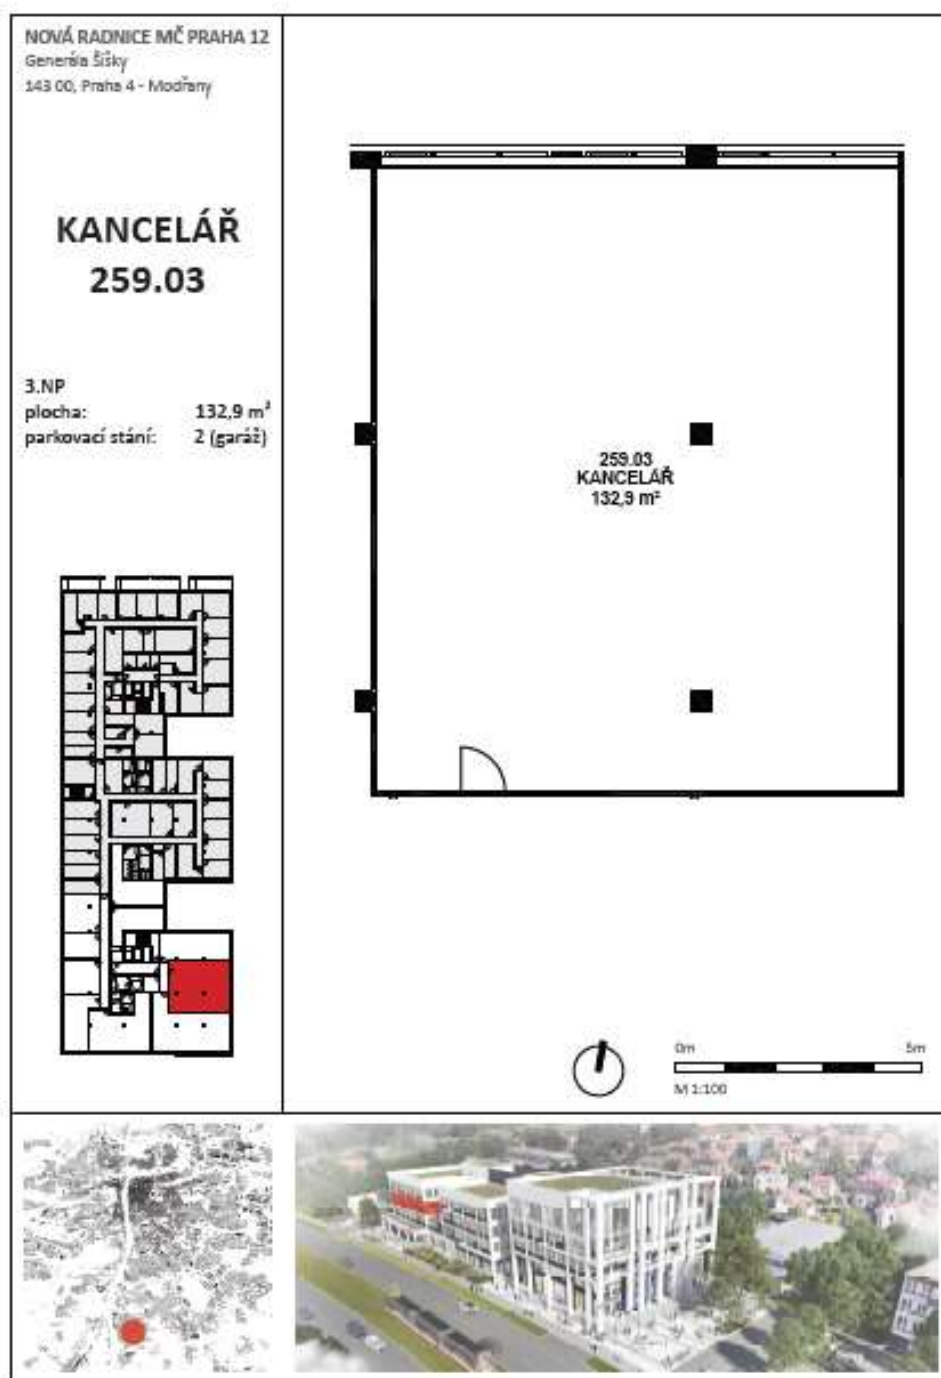 NOVÁ RADNICE MČ PRAHA 12
Generála Šišky
143 00, Praha 4 - Modřany
KANCELÁŘ
259.03
3.NP
plocha: 132,9 m²
parkovací stání: 2 (garáž)
259.03
KANCELÁŘ
132,9 m²
0m 5m
M 1:100